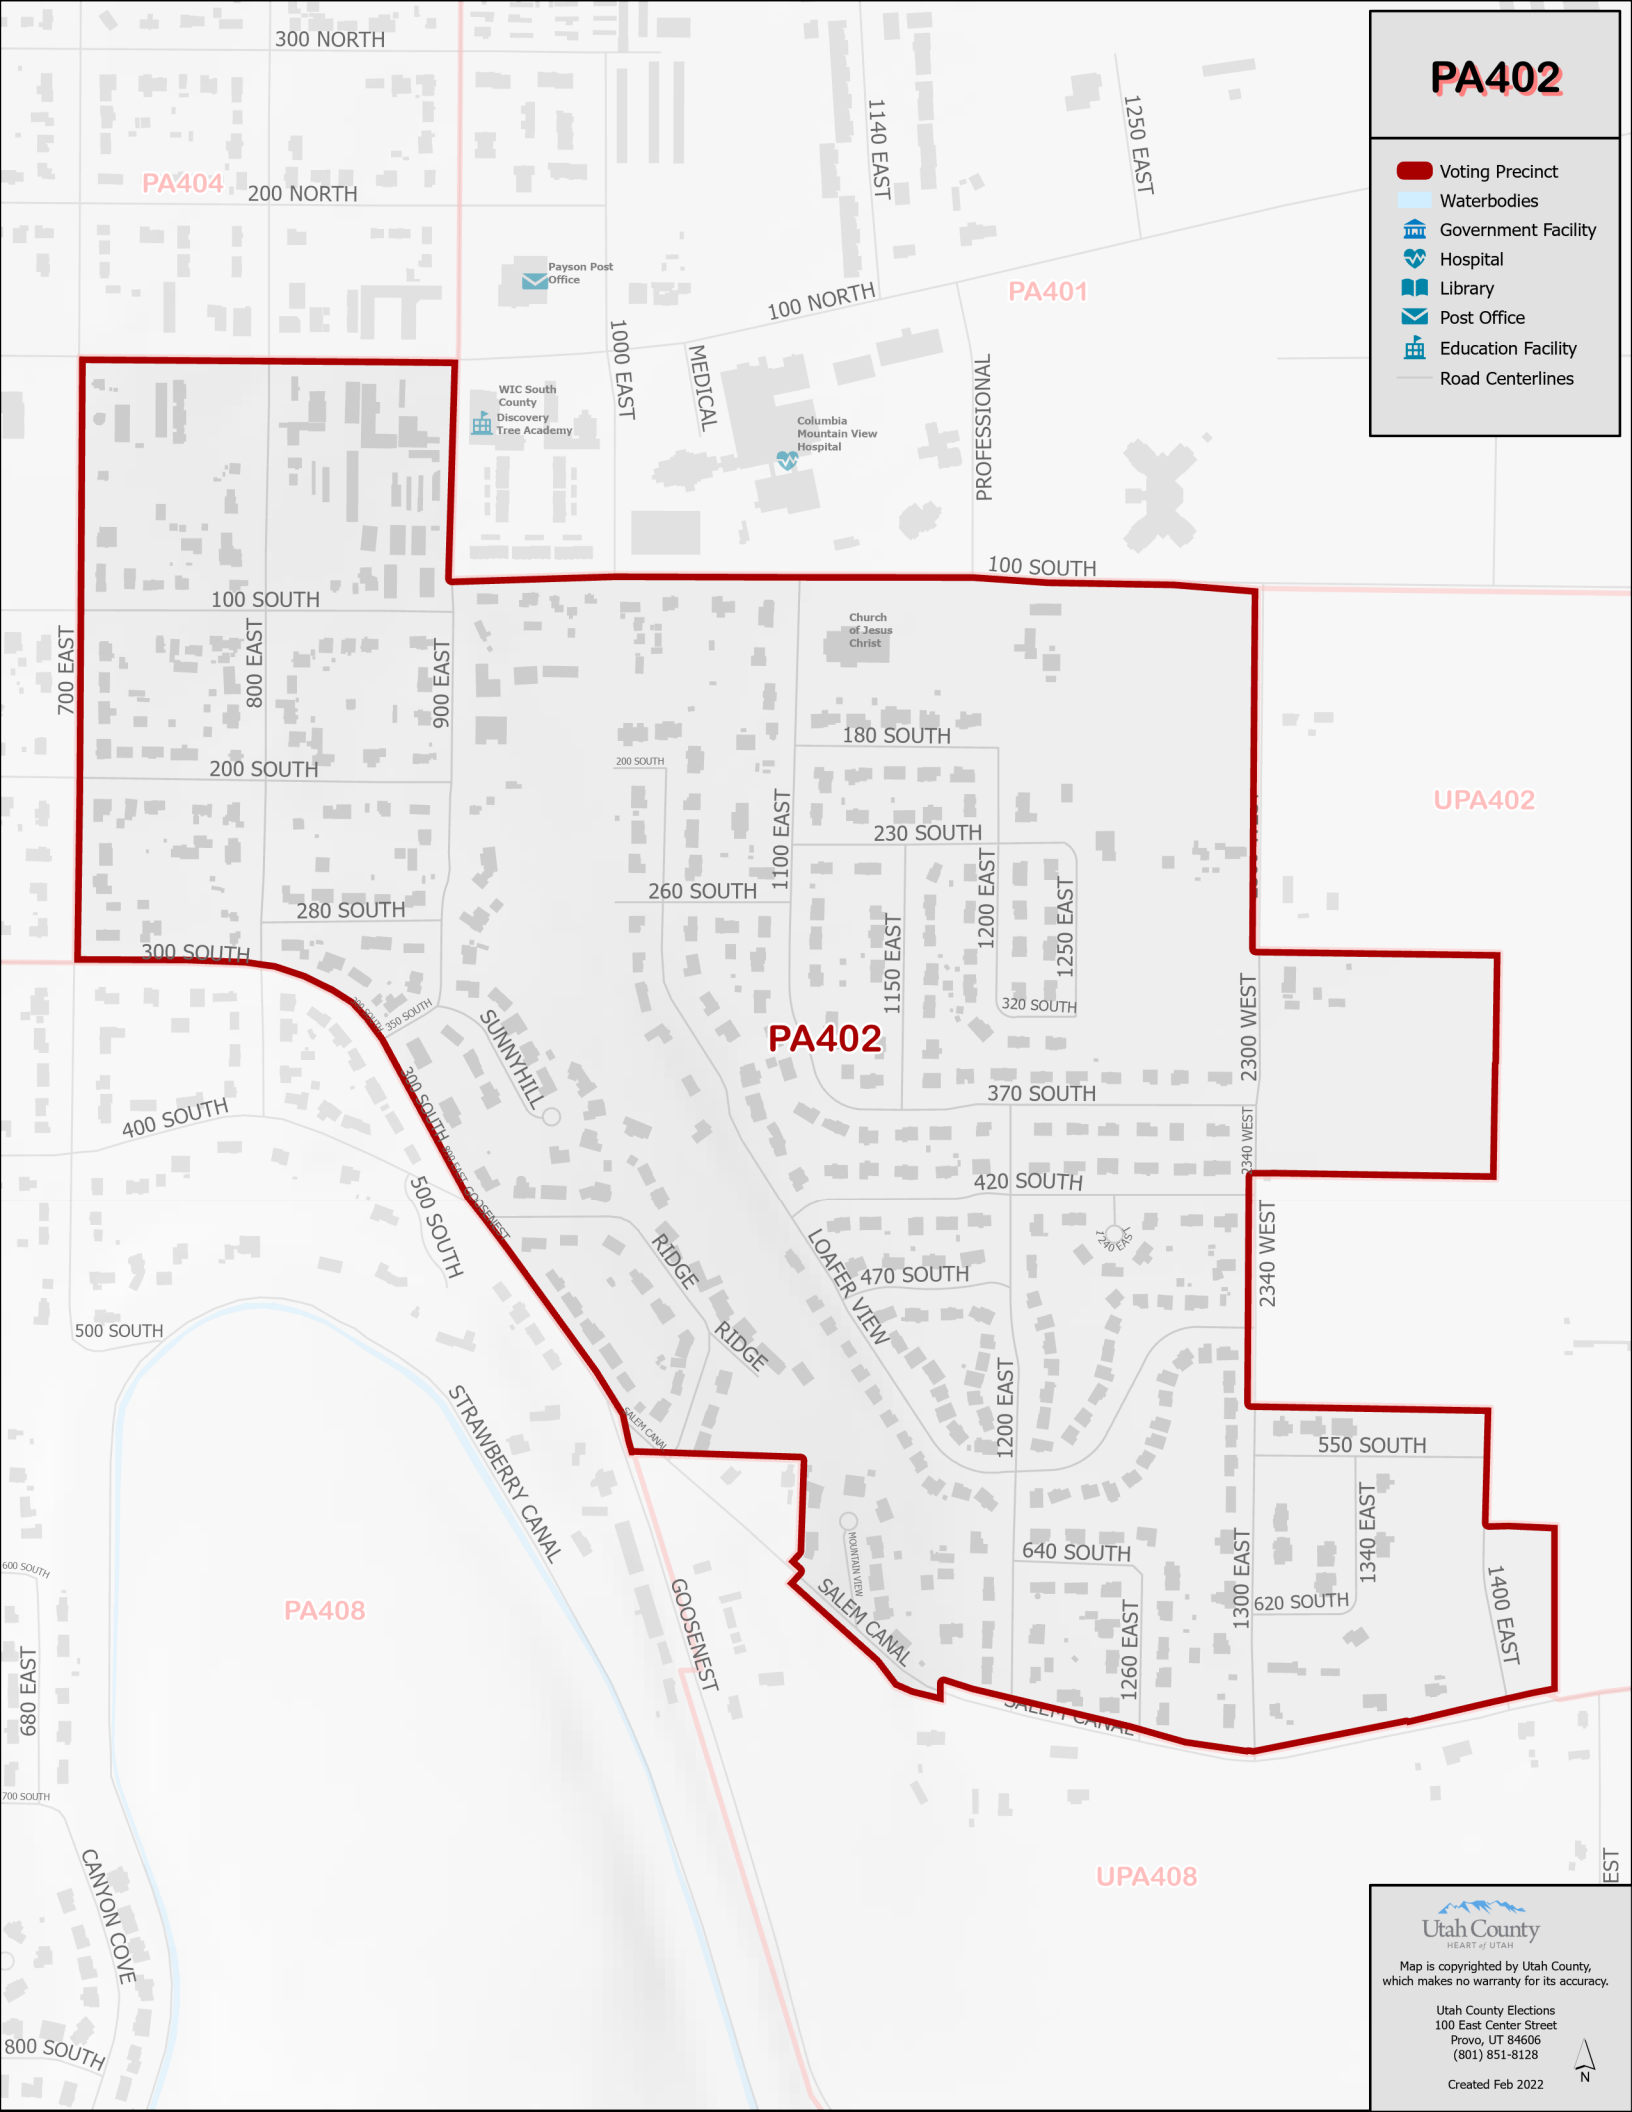 300 NORTH
PA402
1140 EAST
1250 EAST
Voting Precinct
PA404
200 NORTH
Waterbodies
Government Facility
Hospital
Library
Post Office
Education Facility
Road Centerlines
Payson Post
Office
PA401
100 NORTH
1000 EAST
MEDICAL
PROFESSIONAL
WIC South
County
Discovery
Tree Academy
Columbia
Mountain View
Hospital
100 SOUTH
100 SOUTH
700 EAST
800 EAST
900 EAST
Church
of Jesus
Christ
180 SOUTH
200 SOUTH
200 SOUTH
UPA402
1100 EAST
230 SOUTH
260 SOUTH
1200 EAST
1250 EAST
280 SOUTH
1150 EAST
300 SOUTH
2300 WEST
350 SOUTH
320 SOUTH
SUNNYHILL
PA402
300 SOUTH
370 SOUTH
400 SOUTH
2340 WEST
800 EAST
GOOSENEST
500 SOUTH
420 SOUTH
2340 WEST
1240 EAST
LOAFER VIEW
RIDGE
470 SOUTH
RIDGE
500 SOUTH
1200 EAST
STRAWBERRY CANAL
SALEM CANAL
550 SOUTH
1340 EAST
MOUNTAIN VIEW
640 SOUTH
1300 EAST
600 SOUTH
PA408
GOOSENEST
SALEM CANAL
620 SOUTH
1400 EAST
1260 EAST
680 EAST
SALEM CANAL
700 SOUTH
CANYON COVE
UPA408
EST
800 SOUTH
Utah County
HEART of UTAH
Map is copyrighted by Utah County,
which makes no warranty for its accuracy.
Utah County Elections
100 East Center Street
Provo, UT 84606
(801) 851-8128
N
Created Feb 2022